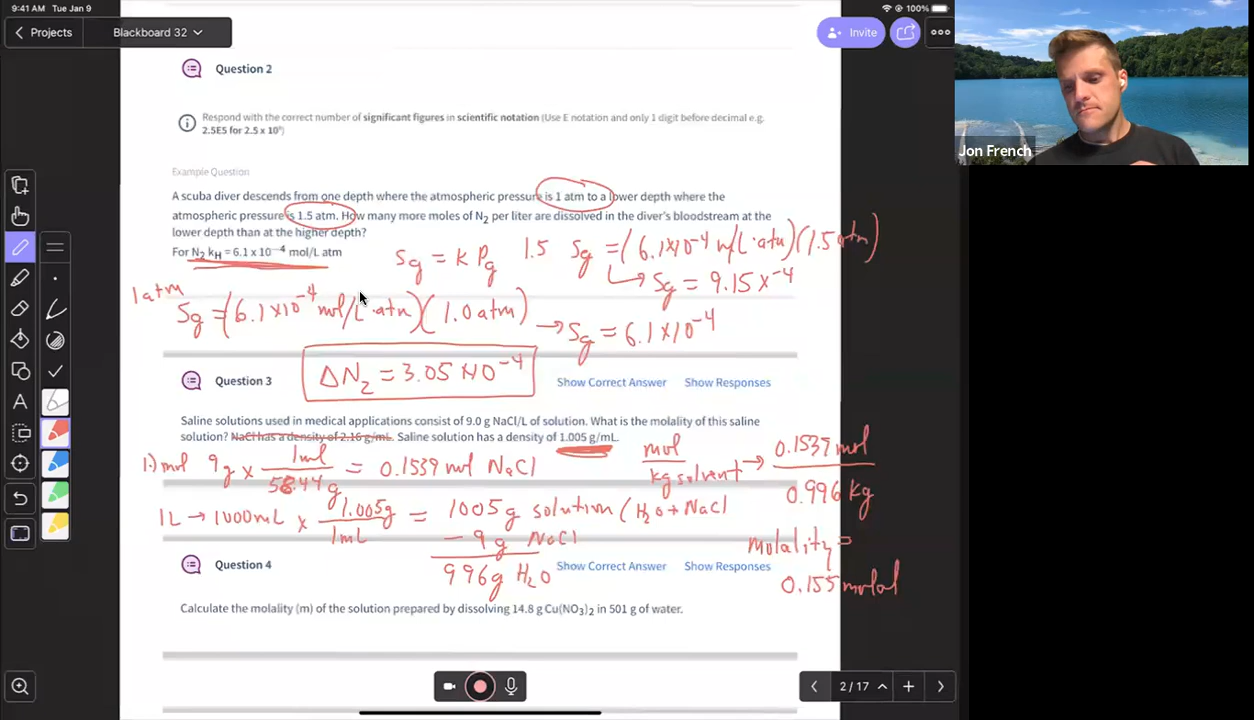 9:41 AM Tue Jan 9
100%
Projects
Blackboard 32
Invite
Jon French
Question 2
Respond with the correct number of significant figures in scientific notation (Use E notation and only 1 digit before decimal e.g.
2.5E5 for 2.5 x 10⁵)
Example Question
A scuba diver descends from one depth where the atmospheric pressure is 1 atm to a lower depth where the
atmospheric pressure is 1.5 atm. How many more moles of N₂ per liter are dissolved in the diver's bloodstream at the
lower depth than at the higher depth?
For N₂ kH = 6.1 x 10⁻⁴ mol/L atm
Sg = k Pg
1.5 Sg = (6.1x10⁻⁴ m/L·atm)(1.5 atm)
↳ Sg = 9.15 x⁻⁴
1 atm
Sg = (6.1x10⁻⁴ mol/L·atm)(1.0 atm)
→ Sg = 6.1 x10⁻⁴
ΔN₂ = 3.05 x10⁻⁴
Question 3
Show Correct Answer
Show Responses
Saline solutions used in medical applications consist of 9.0 g NaCl/L of solution. What is the molality of this saline
solution? NaCl has a density of 2.16 g/mL. Saline solution has a density of 1.005 g/mL.
1.) mol 9g x 1mol/58.44g = 0.1539 mol NaCl
mol/kg solvent → 0.1539 mol/0.996 kg
1L → 1000mL x 1.005g/1mL = 1005g solution (H₂O + NaCl
- 9g NaCl
996g H₂O
molality =
0.155 molal
Question 4
Show Correct Answer
Show Responses
Calculate the molality (m) of the solution prepared by dissolving 14.8 g Cu(NO₃)₂ in 501 g of water.
2 / 17